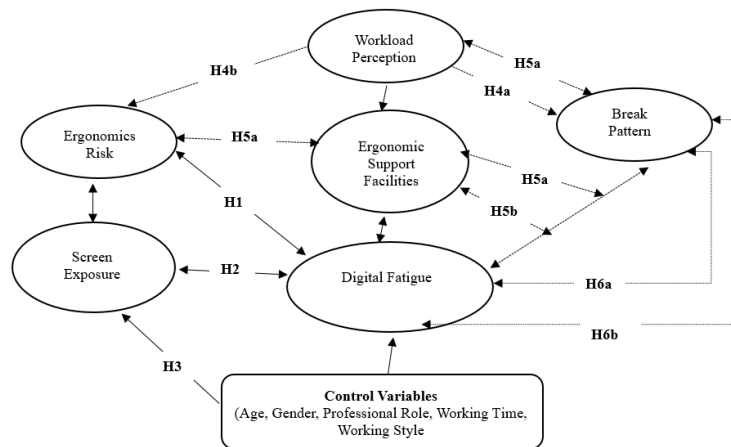 Workload
Perception
H4b
H5a
H4a
Break
Pattern
Ergonomics
Risk
H5a
Ergonomic
Support
Facilities
H5a
H1
H5b
Screen
Exposure
H2
Digital Fatigue
H6a
H6b
H3
Control Variables
(Age, Gender, Professional Role, Working Time,
Working Style